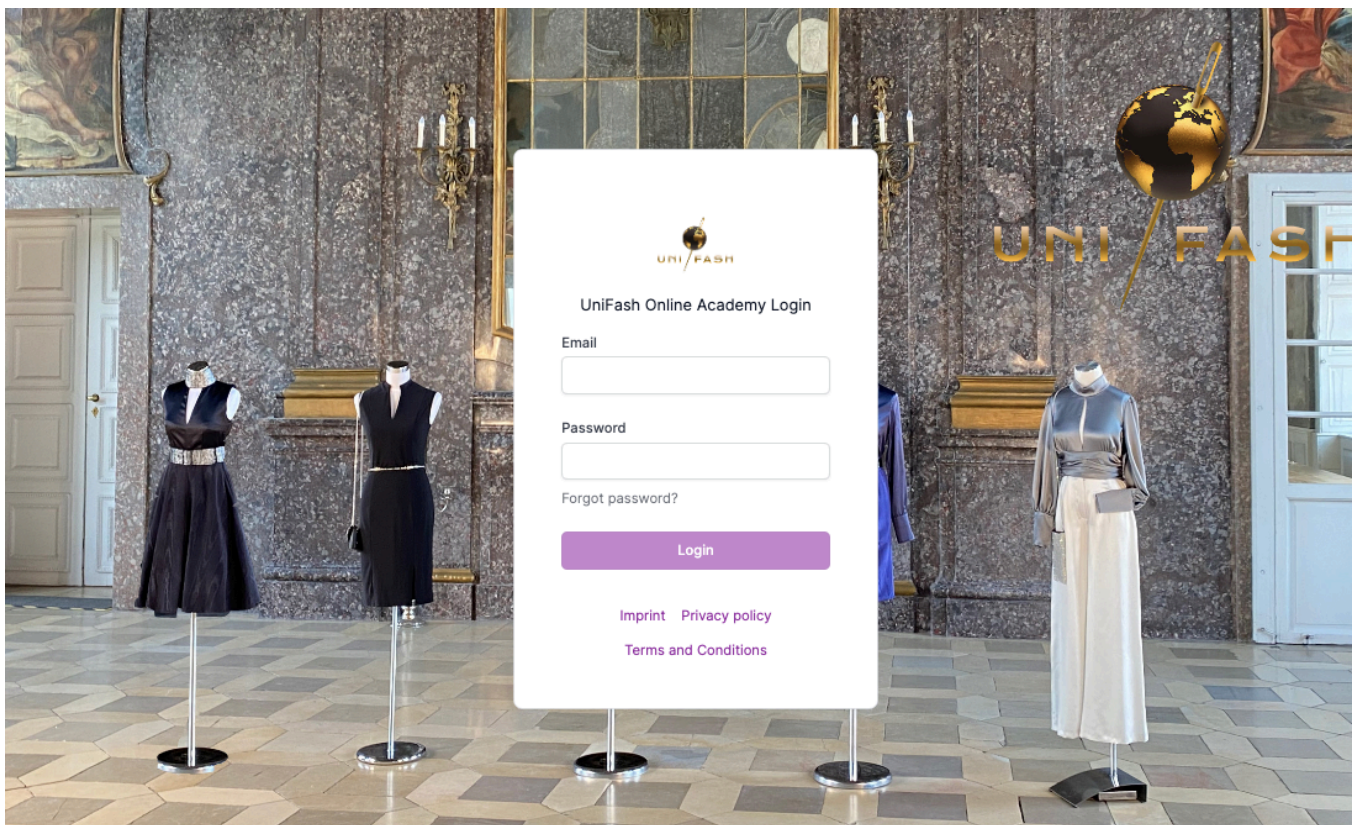 UNI/FASH
UNI/FASH
UniFash Online Academy Login
Email
Password
Forgot password?
Login
Imprint Privacy policy
Terms and Conditions